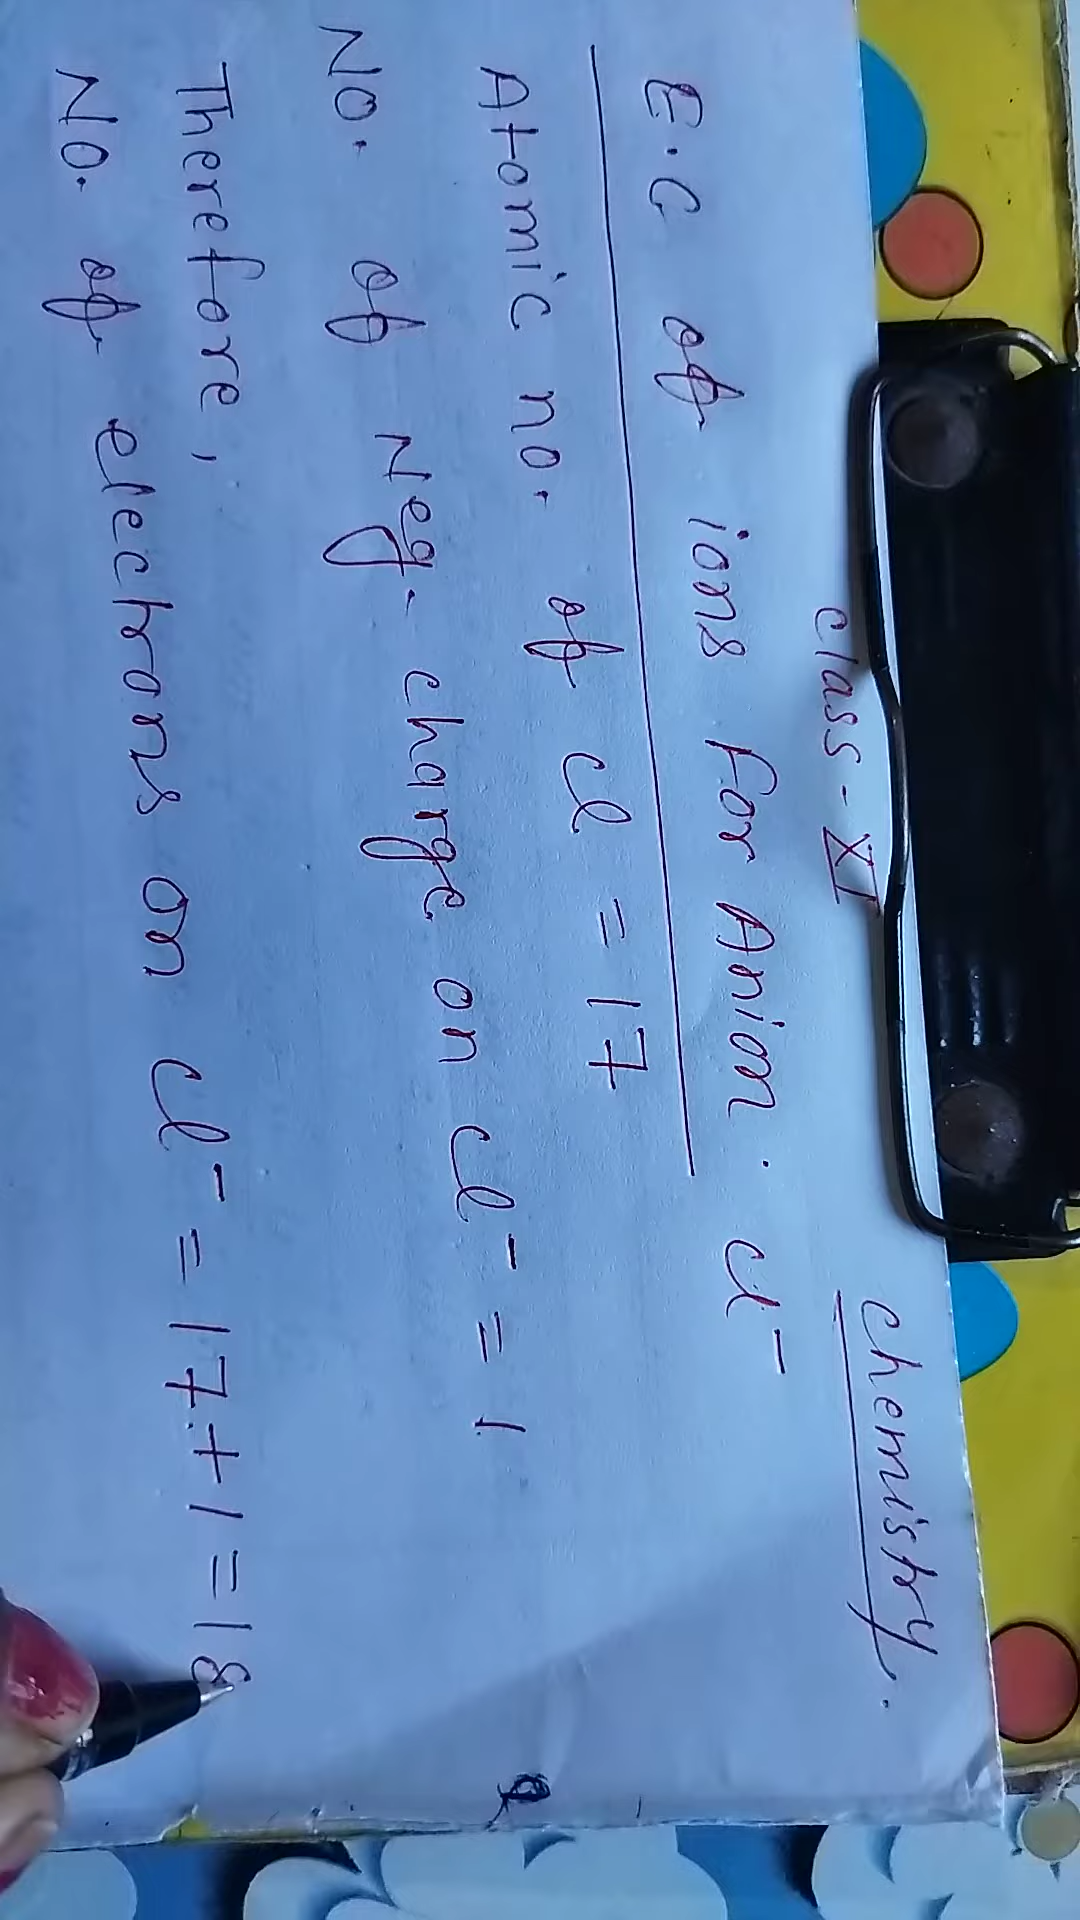 Class-XI
Chemistry.
E.C of ions for Anion. Cl⁻
Atomic no. of Cl = 17
No. of Neg. charge on Cl⁻ = 1.
Therefore,
No. of electrons on Cl⁻ = 17+1=18